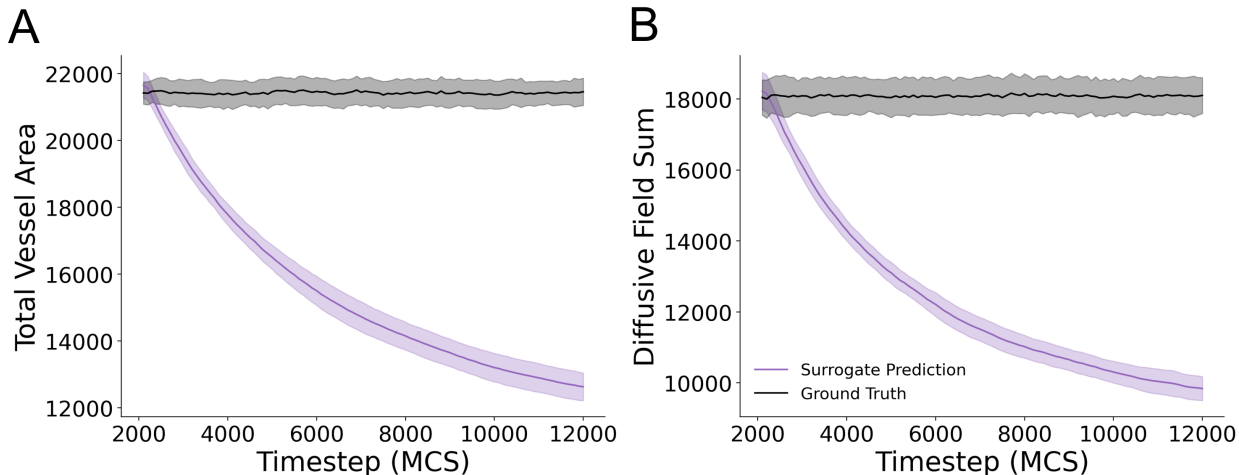 A
22000
20000
18000
16000
14000
12000
Total Vessel Area
2000 4000 6000 8000 10000 12000
Timestep (MCS)
B
18000
16000
14000
12000
10000
Diffusive Field Sum
Surrogate Prediction
Ground Truth
2000 4000 6000 8000 10000 12000
Timestep (MCS)